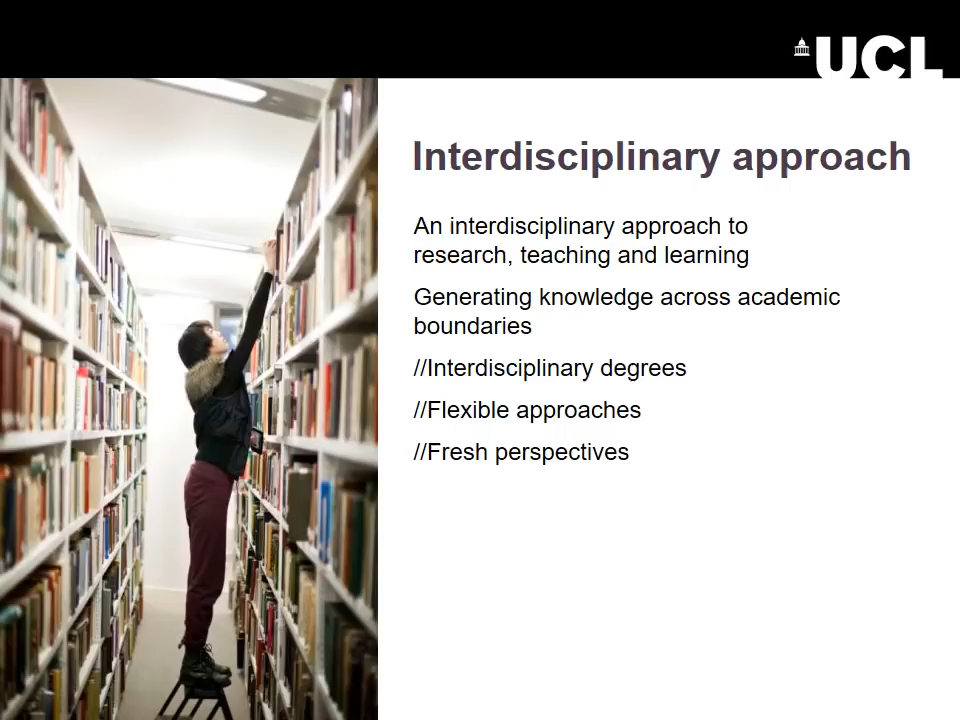 UCL
Interdisciplinary approach
An interdisciplinary approach to
research, teaching and learning
Generating knowledge across academic
boundaries
//Interdisciplinary degrees
//Flexible approaches
//Fresh perspectives